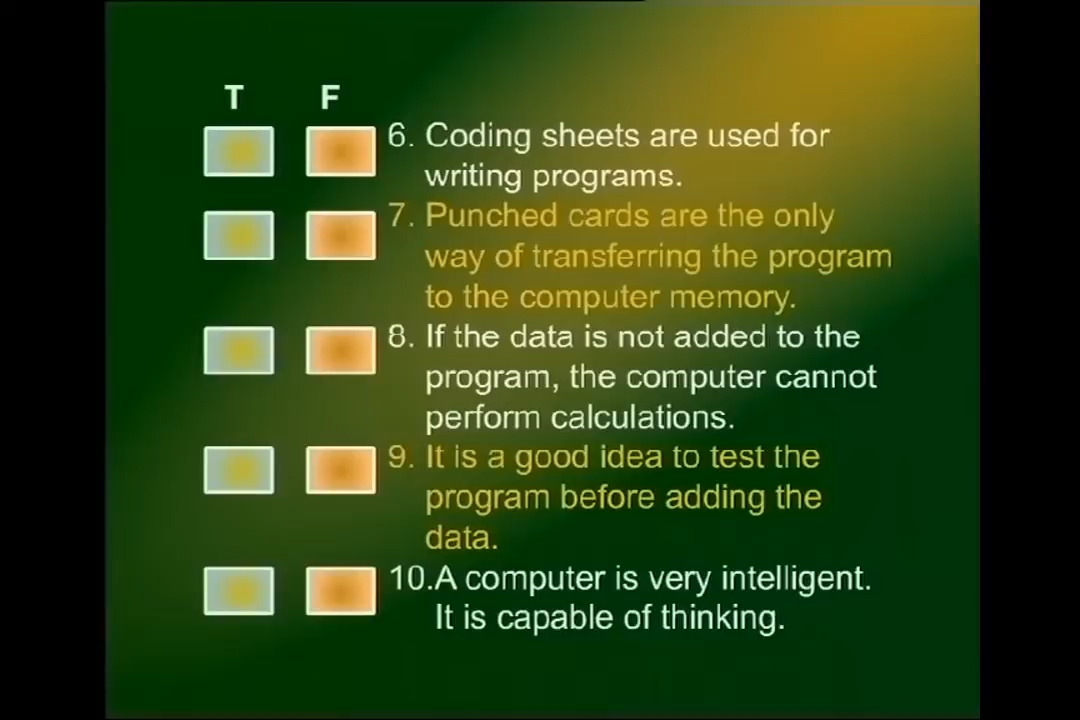 T F
6. Coding sheets are used for
writing programs.
7. Punched cards are the only
way of transferring the program
to the computer memory.
8. If the data is not added to the
program, the computer cannot
perform calculations.
9. It is a good idea to test the
program before adding the
data.
10.A computer is very intelligent.
It is capable of thinking.